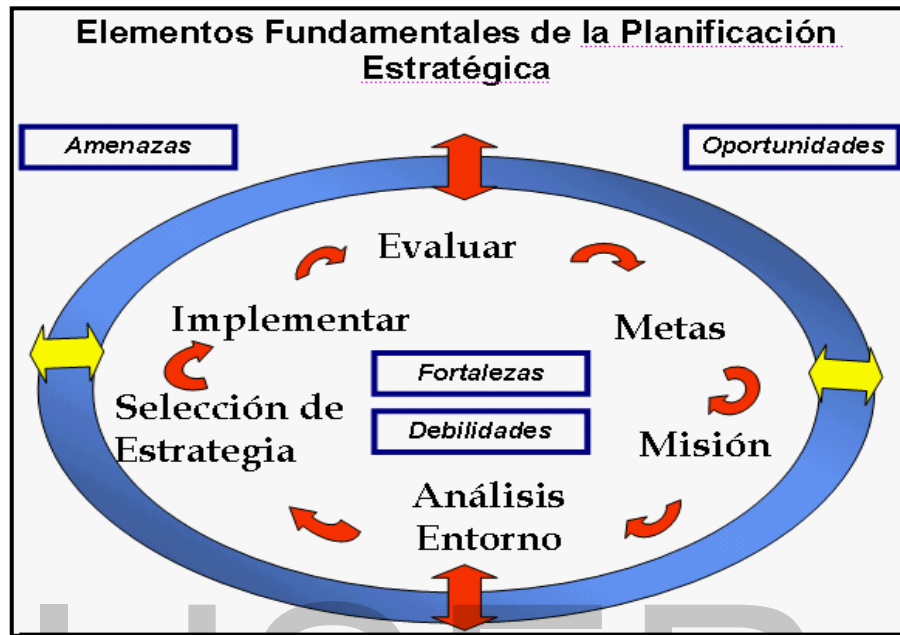 Elementos Fundamentales de la Planificación
Estratégica
Amenazas
Oportunidades
Evaluar
Implementar
Metas
Fortalezas
Selección de
Estrategia
Debilidades
Misión
Análisis
Entorno